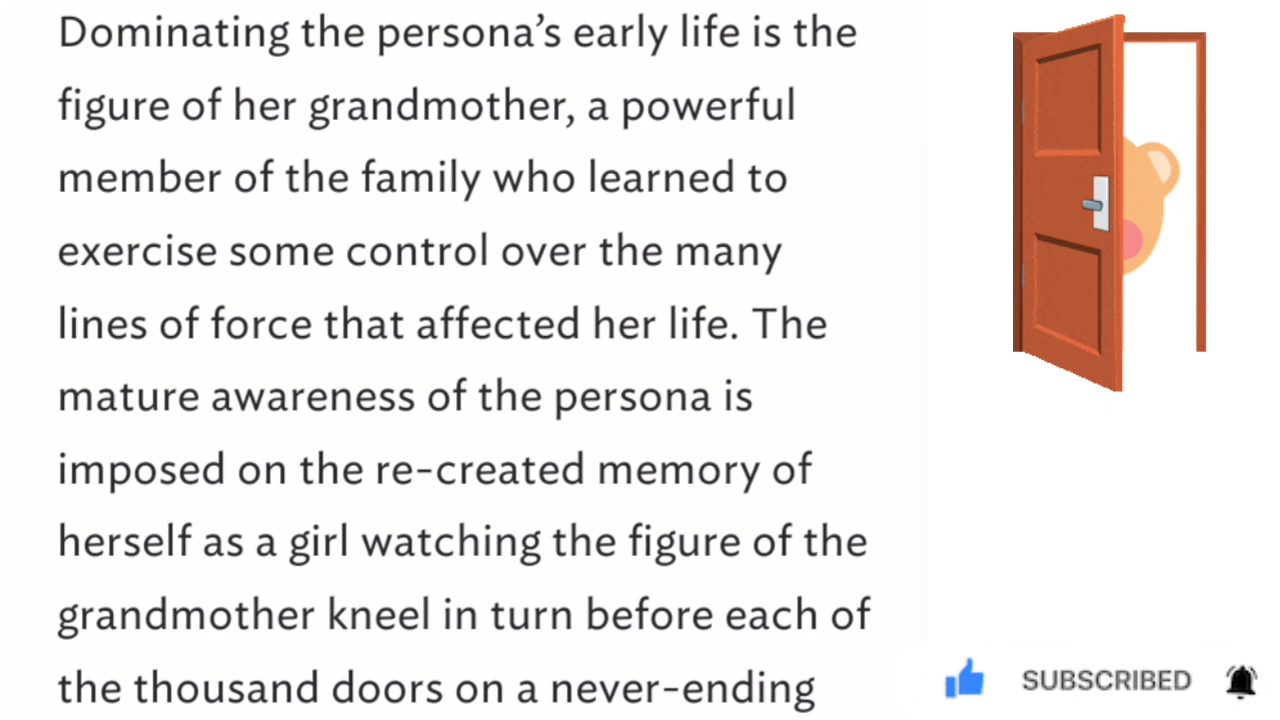 Dominating the persona’s early life is the
figure of her grandmother, a powerful
member of the family who learned to
exercise some control over the many
lines of force that affected her life. The
mature awareness of the persona is
imposed on the re-created memory of
herself as a girl watching the figure of the
grandmother kneel in turn before each of
the thousand doors on a never-ending
SUBSCRIBED